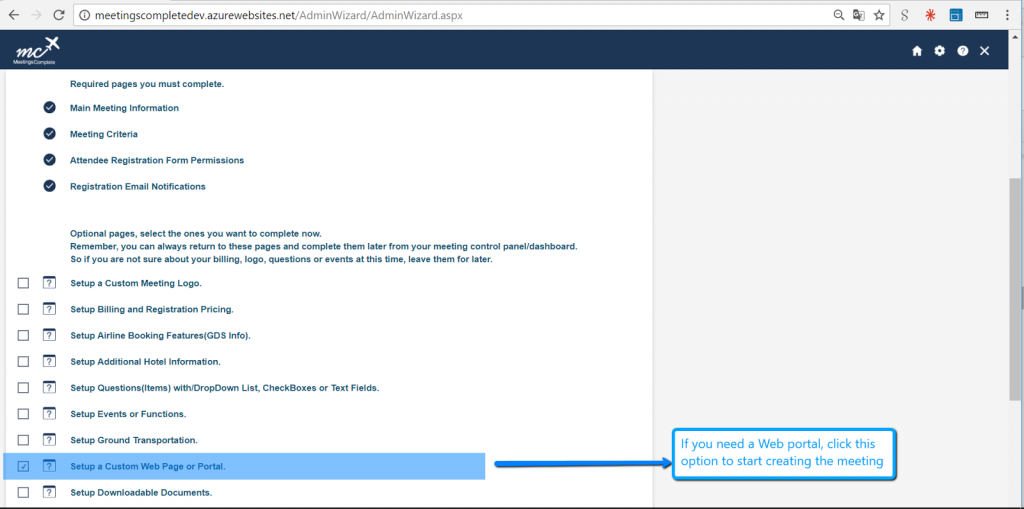 meetingscompletedev.azurewebsites.net/AdminWizard/AdminWizard.aspx
mc
MeetingsComplete
Required pages you must complete.
Main Meeting Information
Meeting Criteria
Attendee Registration Form Permissions
Registration Email Notifications
Optional pages, select the ones you want to complete now.
Remember, you can always return to these pages and complete them later from your meeting control panel/dashboard.
So if you are not sure about your billing, logo, questions or events at this time, leave them for later.
? Setup a Custom Meeting Logo.
? Setup Billing and Registration Pricing.
? Setup Airline Booking Features(GDS Info).
? Setup Additional Hotel Information.
? Setup Questions(Items) with/DropDown List, CheckBoxes or Text Fields.
? Setup Events or Functions.
? Setup Ground Transportation.
? Setup a Custom Web Page or Portal.
If you need a Web portal, click this
option to start creating the meeting
? Setup Downloadable Documents.